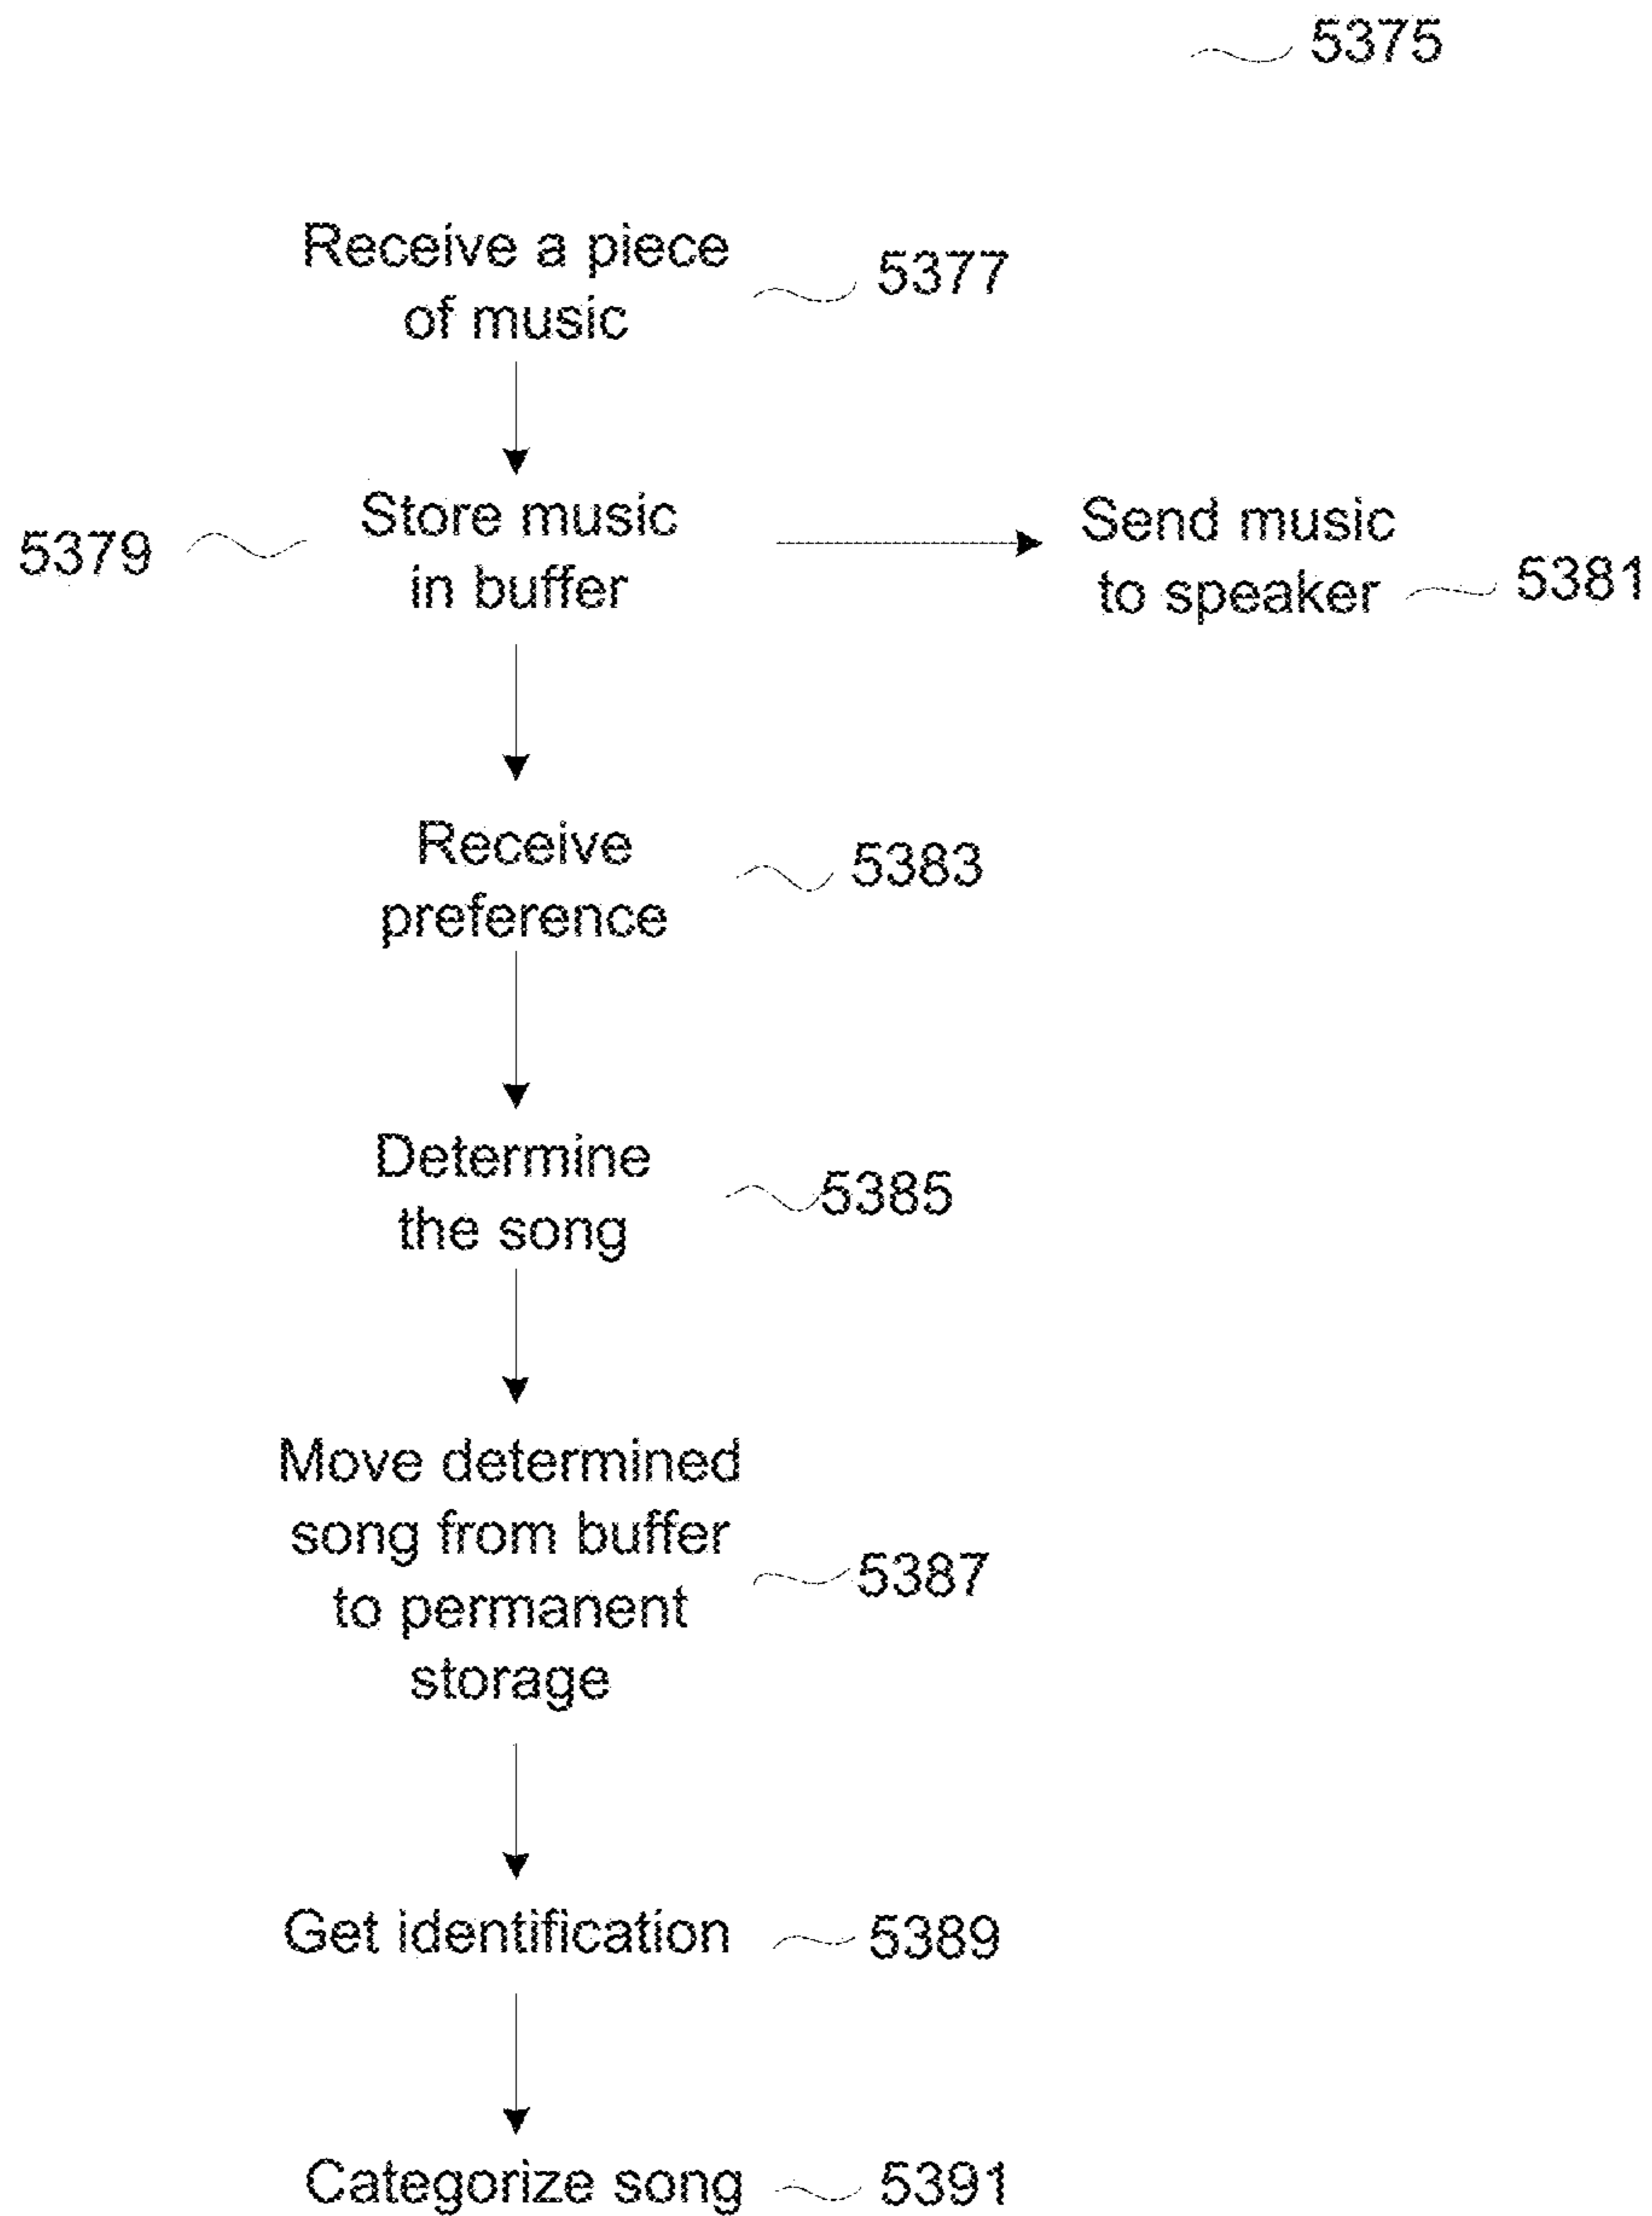 5375
Receive a piece
of music
5377
Store music
in buffer
5379
Send music
to speaker
5381
Receive
preference
5383
Determine
the song
5385
Move determined
song from buffer
to permanent
storage
5387
Get identification
5389
Categorize song
5391